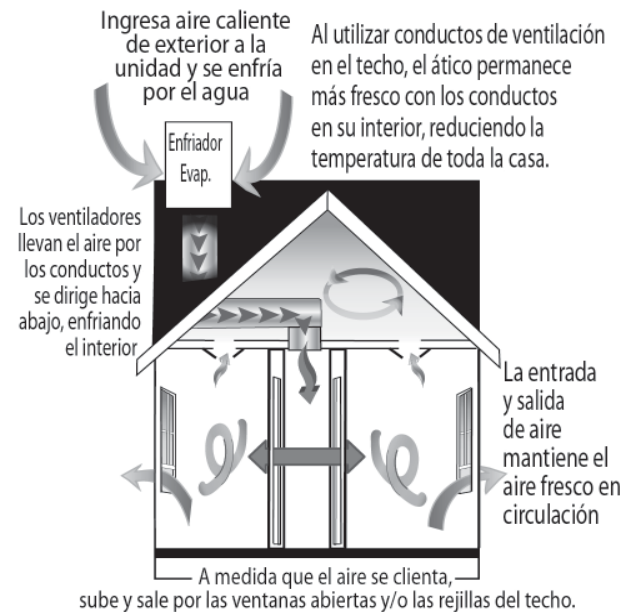 Ingresa aire caliente
de exterior a la
unidad y se enfría
por el agua
Al utilizar conductos de ventilación
en el techo, el ático permanece
más fresco con los conductos
en su interior, reduciendo la
temperatura de toda la casa.
Enfriador
Evap.
Los ventiladores
llevan el aire por
los conductos y
se dirige hacia
abajo, enfriando
el interior
La entrada
y salida
de aire
mantiene el
aire fresco en
circulación
A medida que el aire se clienta,
sube y sale por las ventanas abiertas y/o las rejillas del techo.